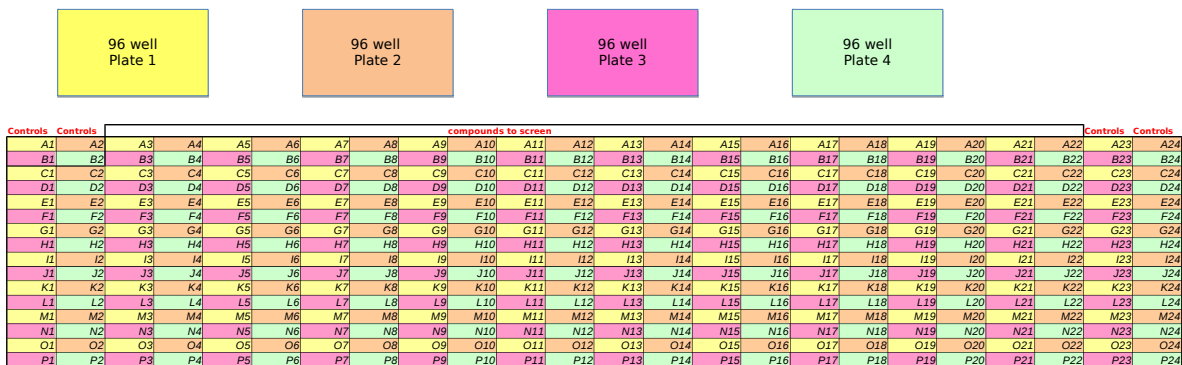 96 well
Plate 1
96 well
Plate 2
96 well
Plate 3
96 well
Plate 4
Controls Controls compounds to screen Controls Controls
A1 A2 A3 A4 A5 A6 A7 A8 A9 A10 A11 A12 A13 A14 A15 A16 A17 A18 A19 A20 A21 A22 A23 A24
B1 B2 B3 B4 B5 B6 B7 B8 B9 B10 B11 B12 B13 B14 B15 B16 B17 B18 B19 B20 B21 B22 B23 B24
C1 C2 C3 C4 C5 C6 C7 C8 C9 C10 C11 C12 C13 C14 C15 C16 C17 C18 C19 C20 C21 C22 C23 C24
D1 D2 D3 D4 D5 D6 D7 D8 D9 D10 D11 D12 D13 D14 D15 D16 D17 D18 D19 D20 D21 D22 D23 D24
E1 E2 E3 E4 E5 E6 E7 E8 E9 E10 E11 E12 E13 E14 E15 E16 E17 E18 E19 E20 E21 E22 E23 E24
F1 F2 F3 F4 F5 F6 F7 F8 F9 F10 F11 F12 F13 F14 F15 F16 F17 F18 F19 F20 F21 F22 F23 F24
G1 G2 G3 G4 G5 G6 G7 G8 G9 G10 G11 G12 G13 G14 G15 G16 G17 G18 G19 G20 G21 G22 G23 G24
H1 H2 H3 H4 H5 H6 H7 H8 H9 H10 H11 H12 H13 H14 H15 H16 H17 H18 H19 H20 H21 H22 H23 H24
I1 I2 I3 I4 I5 I6 I7 I8 I9 I10 I11 I12 I13 I14 I15 I16 I17 I18 I19 I20 I21 I22 I23 I24
J1 J2 J3 J4 J5 J6 J7 J8 J9 J10 J11 J12 J13 J14 J15 J16 J17 J18 J19 J20 J21 J22 J23 J24
K1 K2 K3 K4 K5 K6 K7 K8 K9 K10 K11 K12 K13 K14 K15 K16 K17 K18 K19 K20 K21 K22 K23 K24
L1 L2 L3 L4 L5 L6 L7 L8 L9 L10 L11 L12 L13 L14 L15 L16 L17 L18 L19 L20 L21 L22 L23 L24
M1 M2 M3 M4 M5 M6 M7 M8 M9 M10 M11 M12 M13 M14 M15 M16 M17 M18 M19 M20 M21 M22 M23 M24
N1 N2 N3 N4 N5 N6 N7 N8 N9 N10 N11 N12 N13 N14 N15 N16 N17 N18 N19 N20 N21 N22 N23 N24
O1 O2 O3 O4 O5 O6 O7 O8 O9 O10 O11 O12 O13 O14 O15 O16 O17 O18 O19 O20 O21 O22 O23 O24
P1 P2 P3 P4 P5 P6 P7 P8 P9 P10 P11 P12 P13 P14 P15 P16 P17 P18 P19 P20 P21 P22 P23 P24